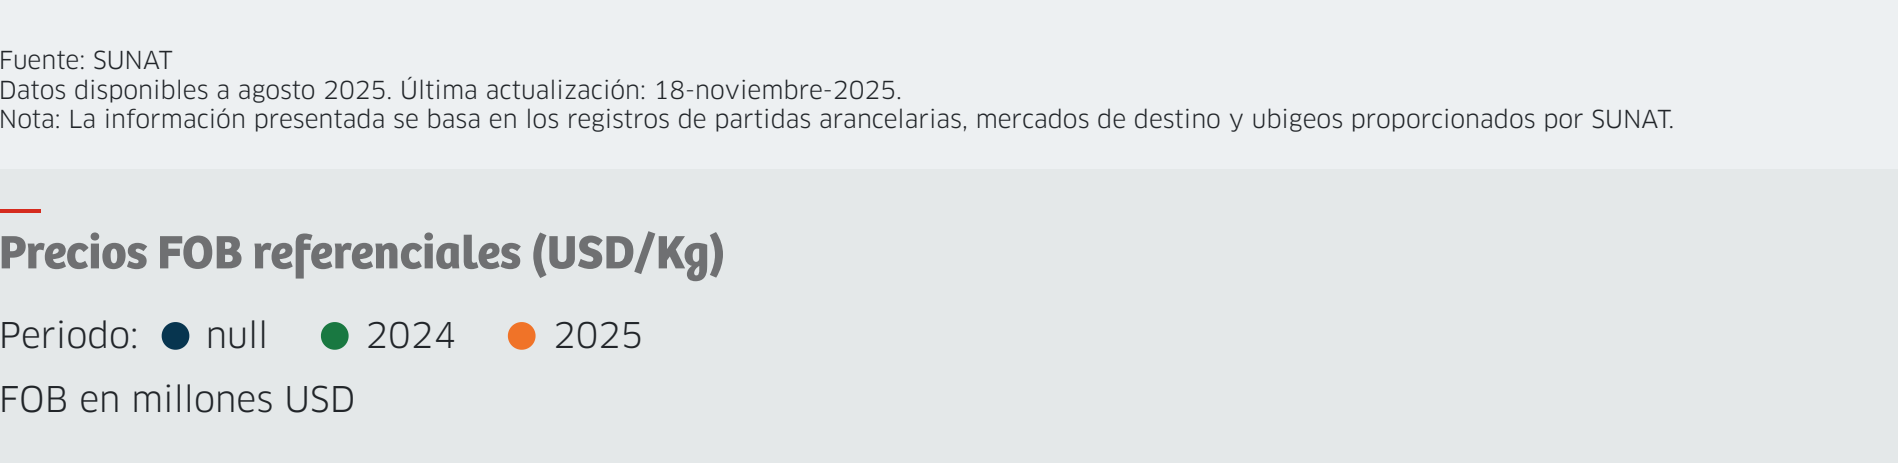 Fuente: SUNAT
Datos disponibles a agosto 2025. Última actualización: 18-noviembre-2025.
Nota: La información presentada se basa en los registros de partidas arancelarias, mercados de destino y ubigeos proporcionados por SUNAT.
Precios FOB referenciales (USD/Kg)
Periodo: null 2024 2025
FOB en millones USD